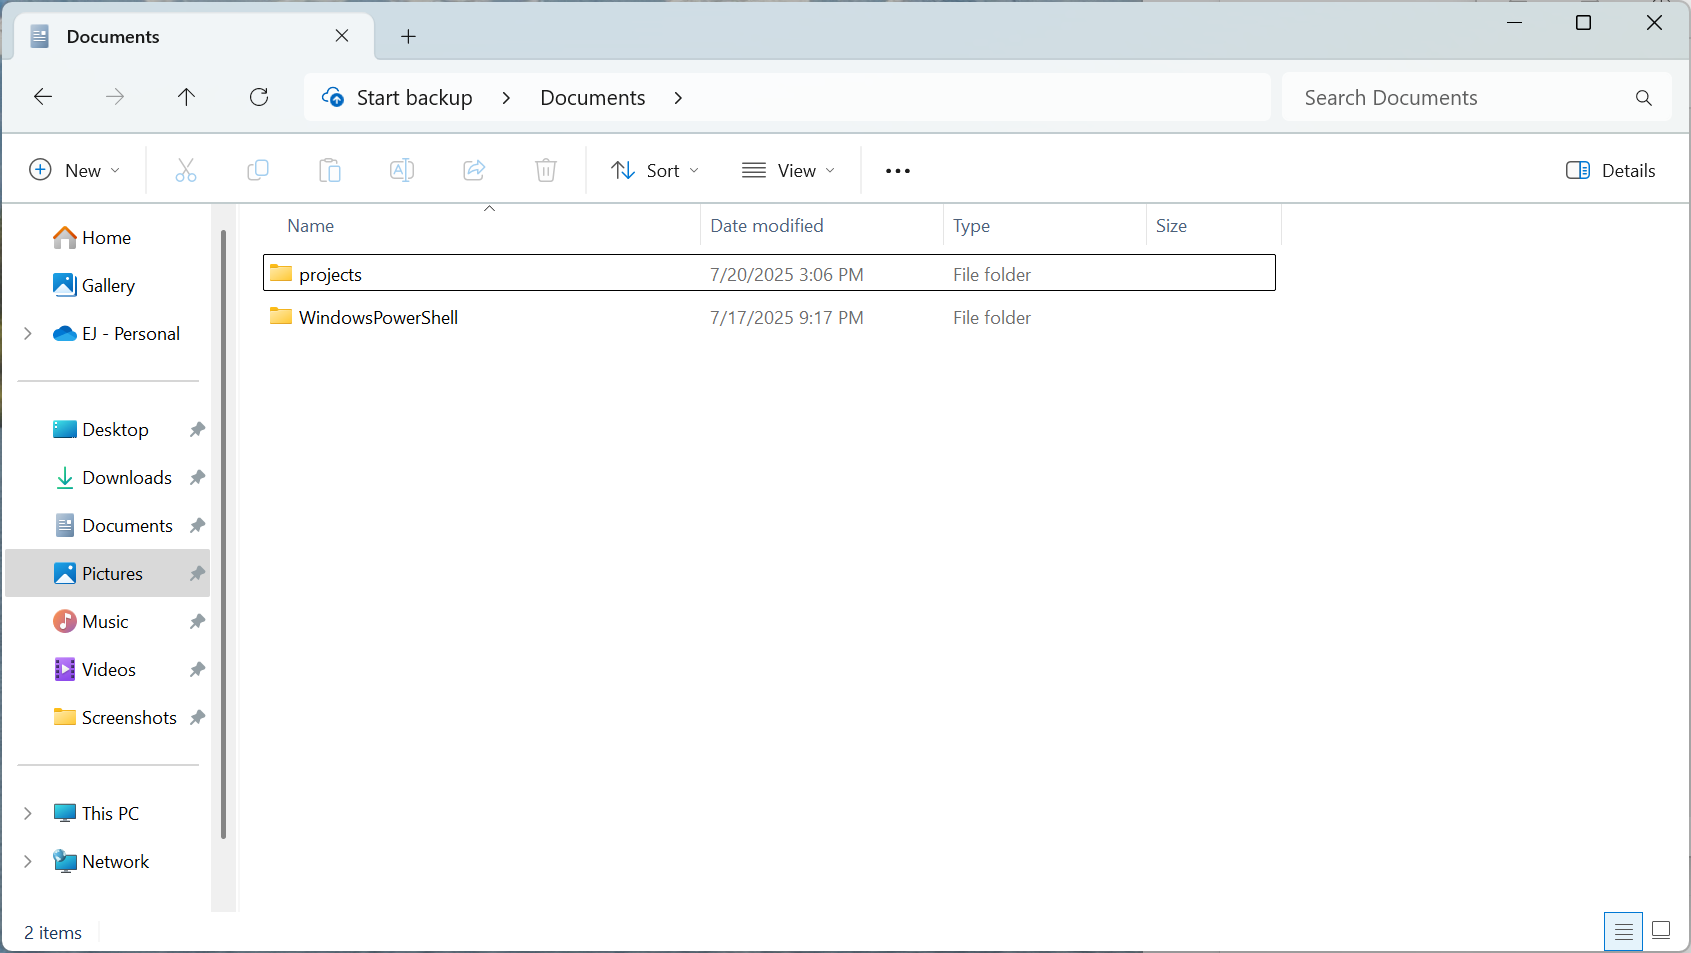 Documents
Start backup > Documents >
Search Documents
New
Sort
View
Details
Name Date modified Type Size
projects 7/20/2025 3:06 PM File folder
WindowsPowerShell 7/17/2025 9:17 PM File folder
Home
Gallery
EJ - Personal
Desktop
Downloads
Documents
Pictures
Music
Videos
Screenshots
This PC
Network
2 items